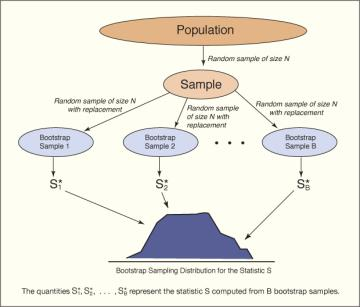 Population
Random sample of size N
Sample
Random sample of size N
with replacement
Random sample
of size N with
replacement
Random sample of size N
with replacement
Bootstrap
Sample 1
Bootstrap
Sample 2
• • •
Bootstrap
Sample B
S*1
S*2
S*B
Bootstrap Sampling Distribution for the Statistic S
The quantities S*1, S*2, . . . , S*B represent the statistic S computed from B bootstrap samples.